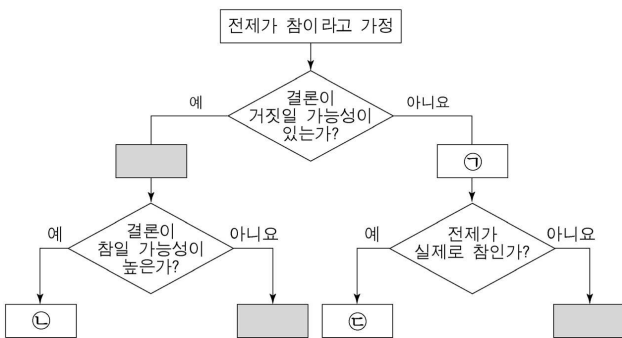 전제가 참이라고 가정
예
결론이
거짓일 가능성이
있는가?
아니요
㉠
예
결론이
참일 가능성이
높은가?
아니요
예
전제가
실제로 참인가?
아니요
㉡
㉢